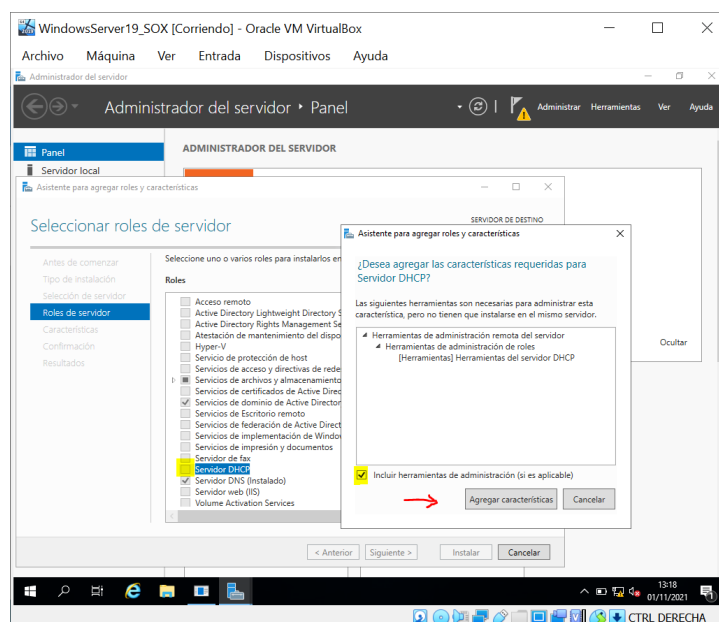 WindowsServer19_SOX [Corriendo] - Oracle VM VirtualBox
Archivo Máquina Ver Entrada Dispositivos Ayuda
Administrador del servidor
Administrador del servidor ‣ Panel
Administrar Herramientas Ver Ayuda
Panel
Servidor local
ADMINISTRADOR DEL SERVIDOR
Asistente para agregar roles y características
Seleccionar roles de servidor
SERVIDOR DE DESTINO
Antes de comenzar
Tipo de instalación
Selección de servidor
Roles de servidor
Características
Confirmación
Resultados
Seleccione uno o varios roles para instalarlos en
Roles
Acceso remoto
Active Directory Lightweight Directory S
Active Directory Rights Management Se
Atestación de mantenimiento del dispo
Hyper-V
Servicio de protección de host
Servicios de acceso y directivas de rede
Servicios de archivos y almacenamiento
Servicios de certificados de Active Direc
Servicios de dominio de Active Director
Servicios de Escritorio remoto
Servicios de federación de Active Direct
Servicios de implementación de Window
Servicios de impresión y documentos
Servidor de fax
Servidor DHCP
Servidor DNS (Instalado)
Servidor web (IIS)
Volume Activation Services
< Anterior Siguiente > Instalar Cancelar
Asistente para agregar roles y características
¿Desea agregar las características requeridas para
Servidor DHCP?
Las siguientes herramientas son necesarias para administrar esta
característica, pero no tienen que instalarse en el mismo servidor.
Herramientas de administración remota del servidor
Herramientas de administración de roles
[Herramientas] Herramientas del servidor DHCP
Incluir herramientas de administración (si es aplicable)
Agregar características Cancelar
Ocultar
13:18
01/11/2021
CTRL DERECHA